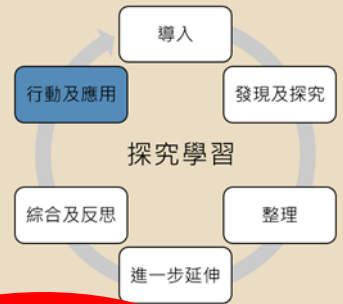 導入
行動及應用
發現及探究
探究學習
綜合及反思
整理
進一步延伸